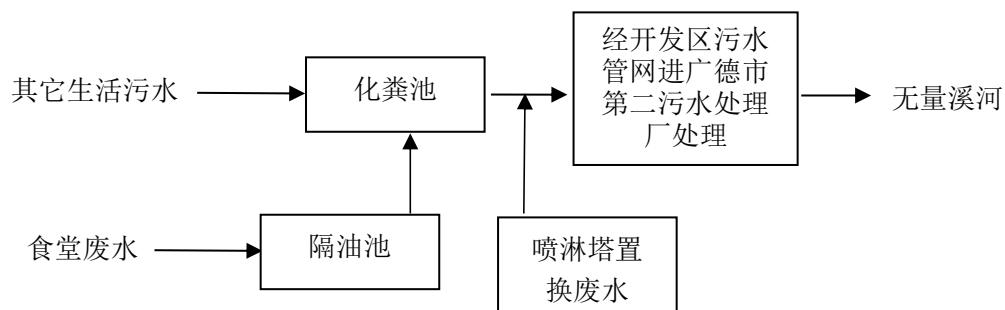 其它生活污水
化粪池
经开发区污水
管网进广德市
第二污水处理
厂处理
无量溪河
食堂废水
隔油池
喷淋塔置
换废水